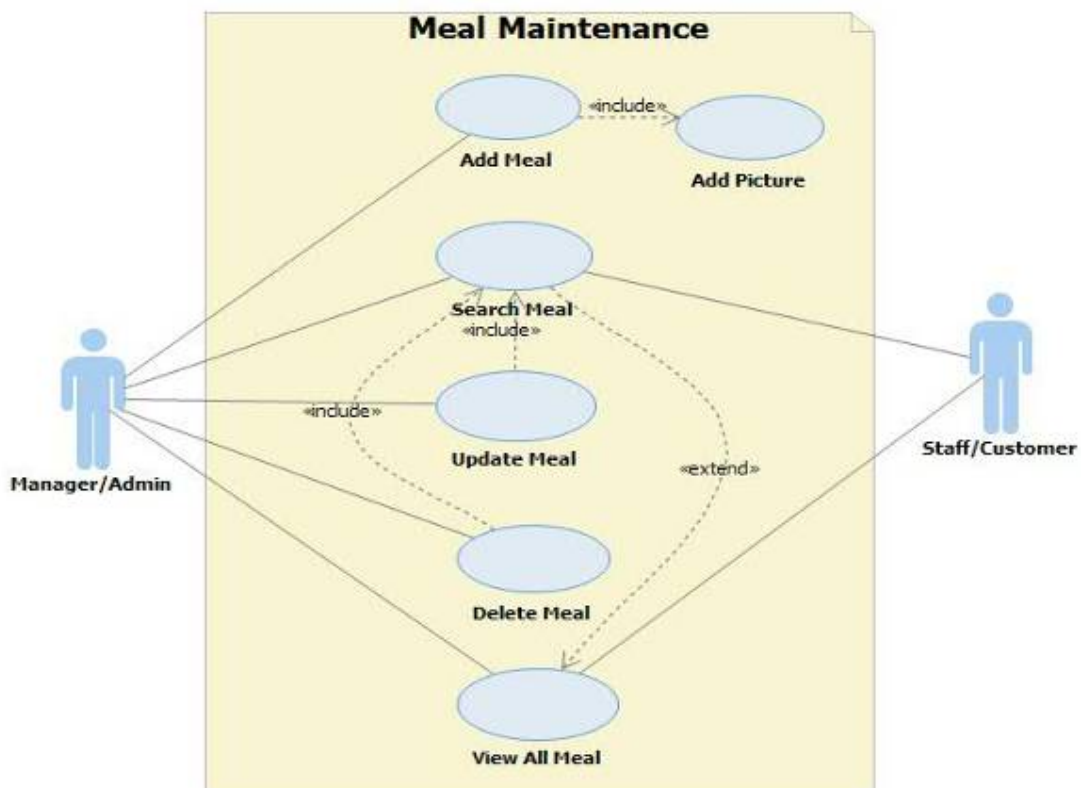 Meal Maintenance
«include»
Add Meal
Add Picture
Search Meal
«include»
«include»
Update Meal
Manager/Admin
Staff/Customer
«extend»
Delete Meal
View All Meal